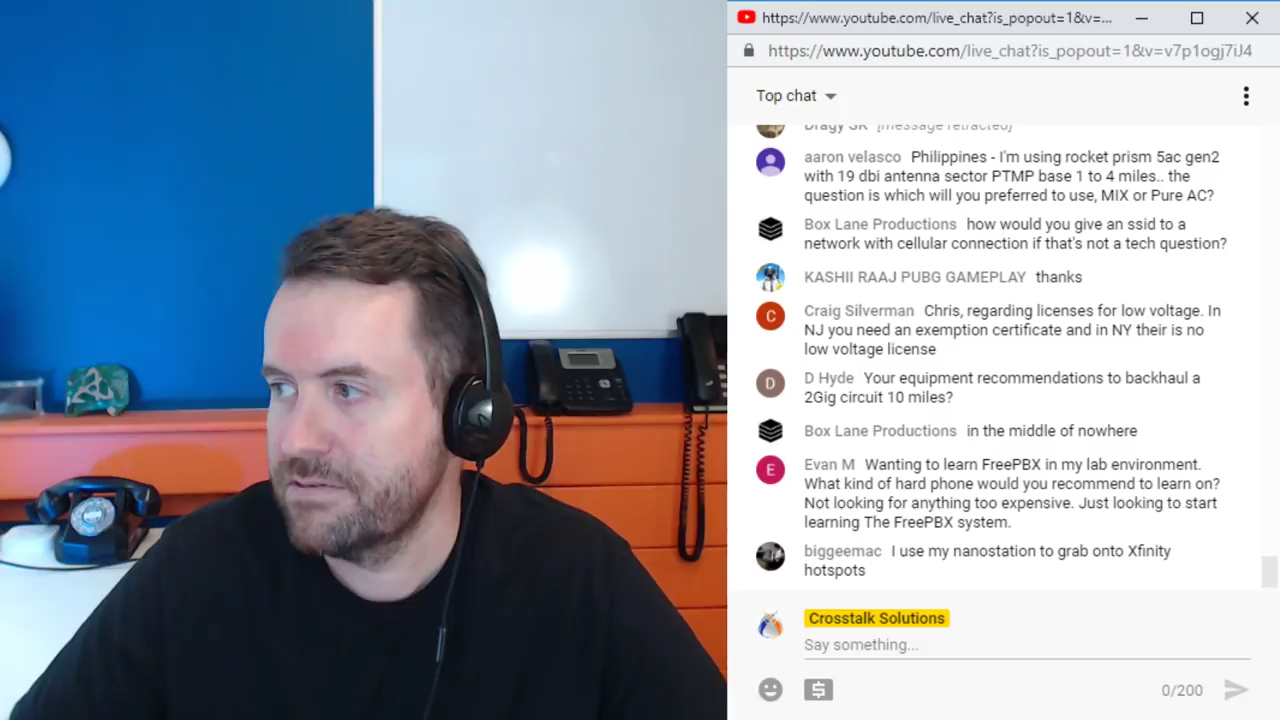 https://www.youtube.com/live_chat?is_popout=1&v=...
https://www.youtube.com/live_chat?is_popout=1&v=v7p1ogj7iJ4
Top chat
Dragy SR [message retracted]
aaron velasco Philippines - I'm using rocket prism 5ac gen2
with 19 dbi antenna sector PTMP base 1 to 4 miles.. the
question is which will you preferred to use, MIX or Pure AC?
Box Lane Productions how would you give an ssid to a
network with cellular connection if that's not a tech question?
KASHII RAAJ PUBG GAMEPLAY thanks
C
Craig Silverman Chris, regarding licenses for low voltage. In
NJ you need an exemption certificate and in NY their is no
low voltage license
D
D Hyde Your equipment recommendations to backhaul a
2Gig circuit 10 miles?
Box Lane Productions in the middle of nowhere
E
Evan M Wanting to learn FreePBX in my lab environment.
What kind of hard phone would you recommend to learn on?
Not looking for anything too expensive. Just looking to start
learning The FreePBX system.
biggeemac I use my nanostation to grab onto Xfinity
hotspots
Crosstalk Solutions
Say something...
0/200